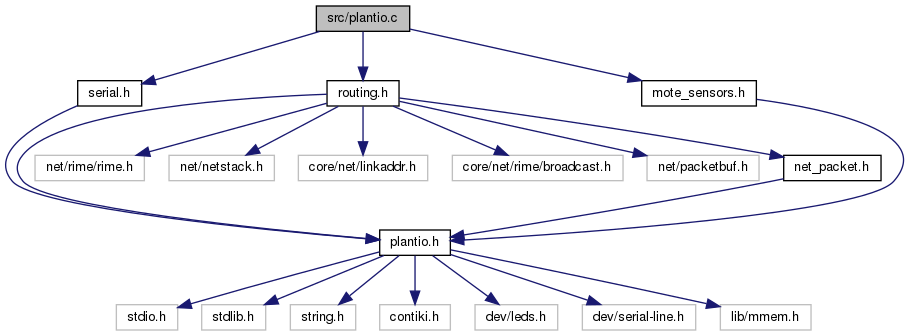 src/plantio.c
serial.h
routing.h
mote_sensors.h
net/rime/rime.h
net/netstack.h
core/net/linkaddr.h
core/net/rime/broadcast.h
net/packetbuf.h
net_packet.h
plantio.h
stdio.h
stdlib.h
string.h
contiki.h
dev/leds.h
dev/serial-line.h
lib/mmem.h